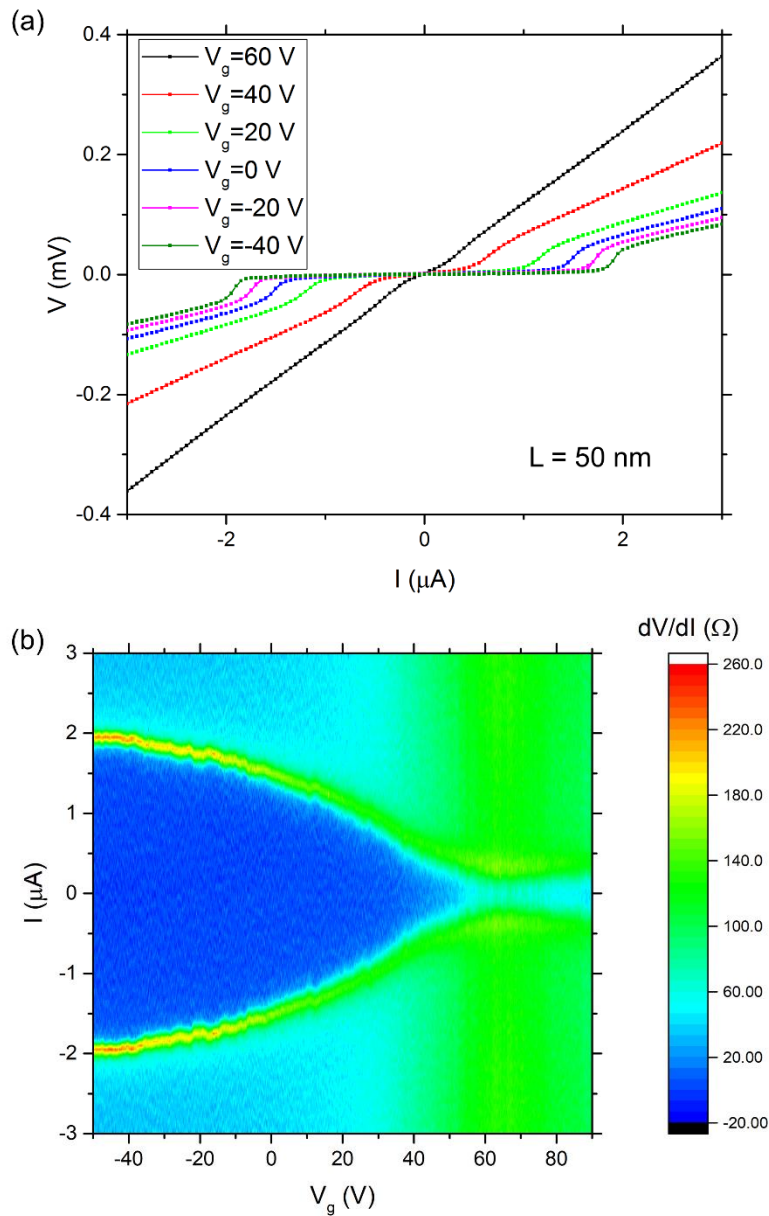 (a)
0.4
0.2
0.0
-0.2
-0.4
V (mV)
V_g=60 V
V_g=40 V
V_g=20 V
V_g=0 V
V_g=-20 V
V_g=-40 V
L = 50 nm
-2 0 2
I (μA)
(b)
dV/dI (Ω)
3
2
1
0
-1
-2
-3
I (μA)
-40 -20 0 20 40 60 80
V_g (V)
260.0
220.0
180.0
140.0
100.0
60.00
20.00
-20.00